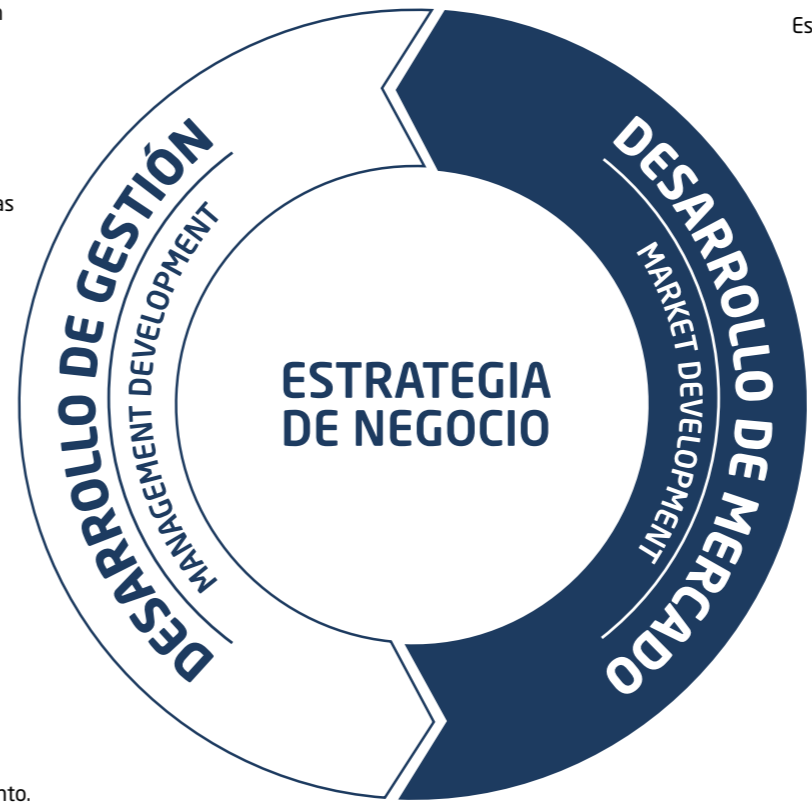 DESARROLLO DE GESTIÓN
MANAGEMENT DEVELOPMENT
ESTRATEGIA
DE NEGOCIO
DESARROLLO DE MERCADO
MARKET DEVELOPMENT